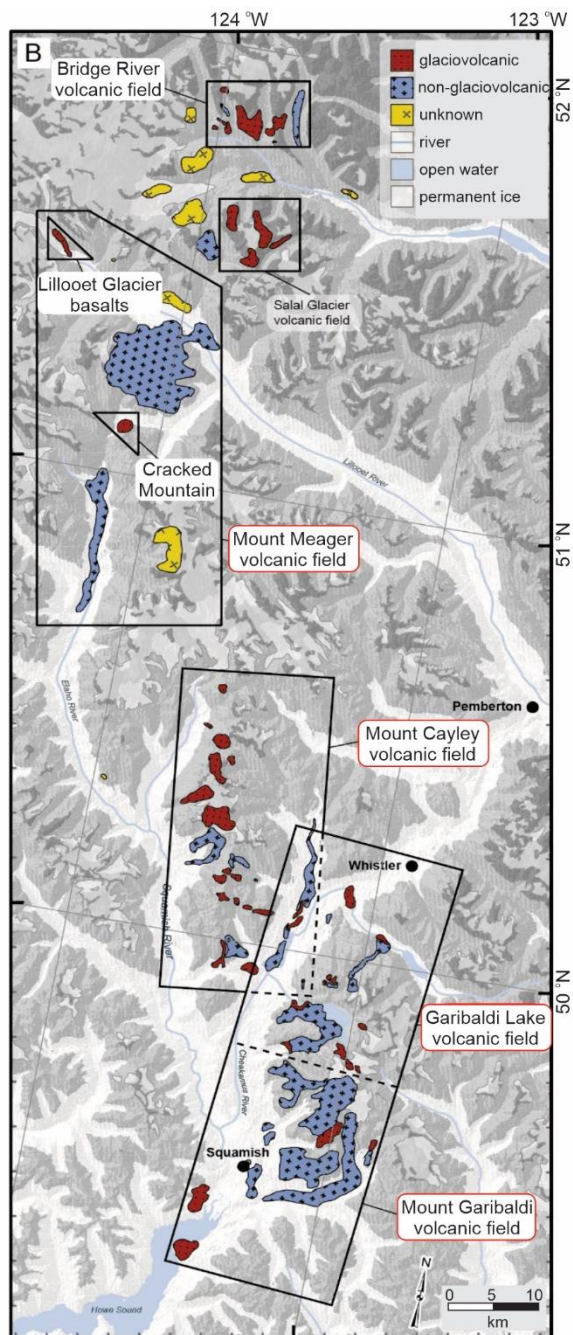 124 °W
123 °W
B
Bridge River
volcanic field
glaciovolcanic
non-glaciovolcanic
unknown
river
open water
permanent ice
52 °N
Lillooet Glacier
basalts
Salal Glacier
volcanic field
Cracked
Mountain
Lillooet River
Mount Meager
volcanic field
51 °N
Elaho River
Pemberton
Mount Cayley
volcanic field
Whistler
Squamish River
50 °N
Garibaldi Lake
volcanic field
Cheakamus River
Squamish
Mount Garibaldi
volcanic field
N
0 5 10
km
Howe Sound